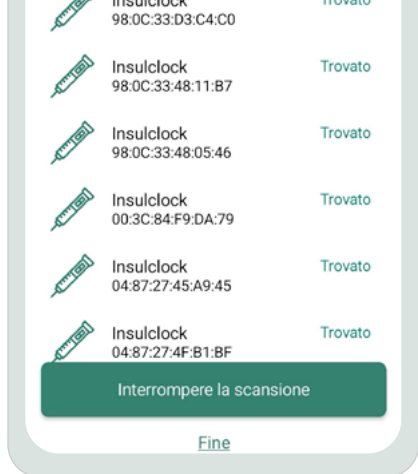 Insulclock Trovato
98:0C:33:D3:C4:C0
Insulclock Trovato
98:0C:33:48:11:B7
Insulclock Trovato
98:0C:33:48:05:46
Insulclock Trovato
00:3C:84:F9:DA:79
Insulclock Trovato
04:87:27:45:A9:45
Insulclock Trovato
04:87:27:4F:B1:BF
Interrompere la scansione
Fine